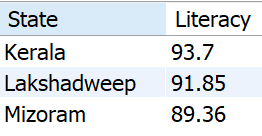 State Literacy
Kerala 93.7
Lakshadweep 91.85
Mizoram 89.36